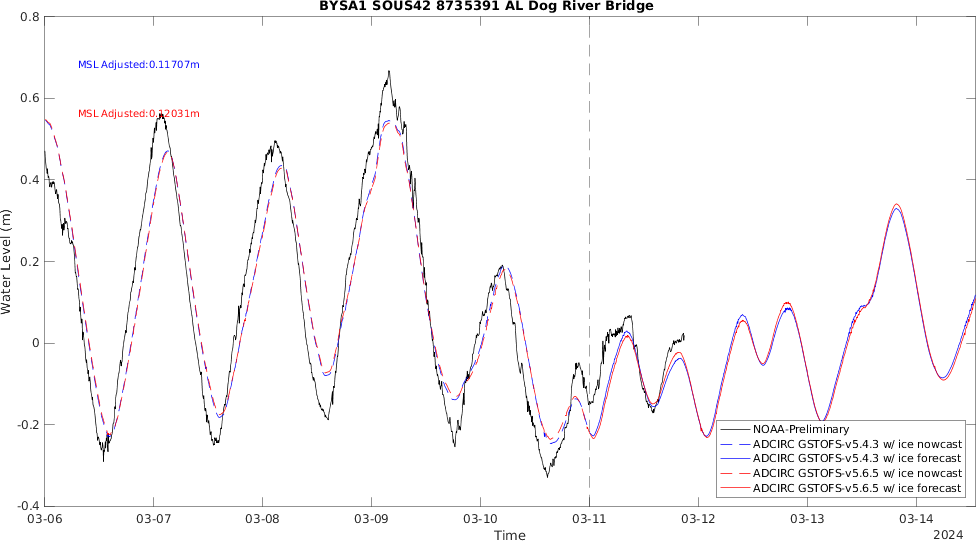 BYSA1 SOUS42 8735391 AL Dog River Bridge
0.8
MSL Adjusted:0.11707m
0.6
MSL Adjusted:0.12031m
0.4
Water Level (m)
0.2
0
-0.2
NOAA-Preliminary
ADCIRC GSTOFS-v5.4.3 w/ ice nowcast
ADCIRC GSTOFS-v5.4.3 w/ ice forecast
ADCIRC GSTOFS-v5.6.5 w/ ice nowcast
ADCIRC GSTOFS-v5.6.5 w/ ice forecast
-0.4
03-06 03-07 03-08 03-09 03-10 03-11 03-12 03-13 03-14
Time
2024